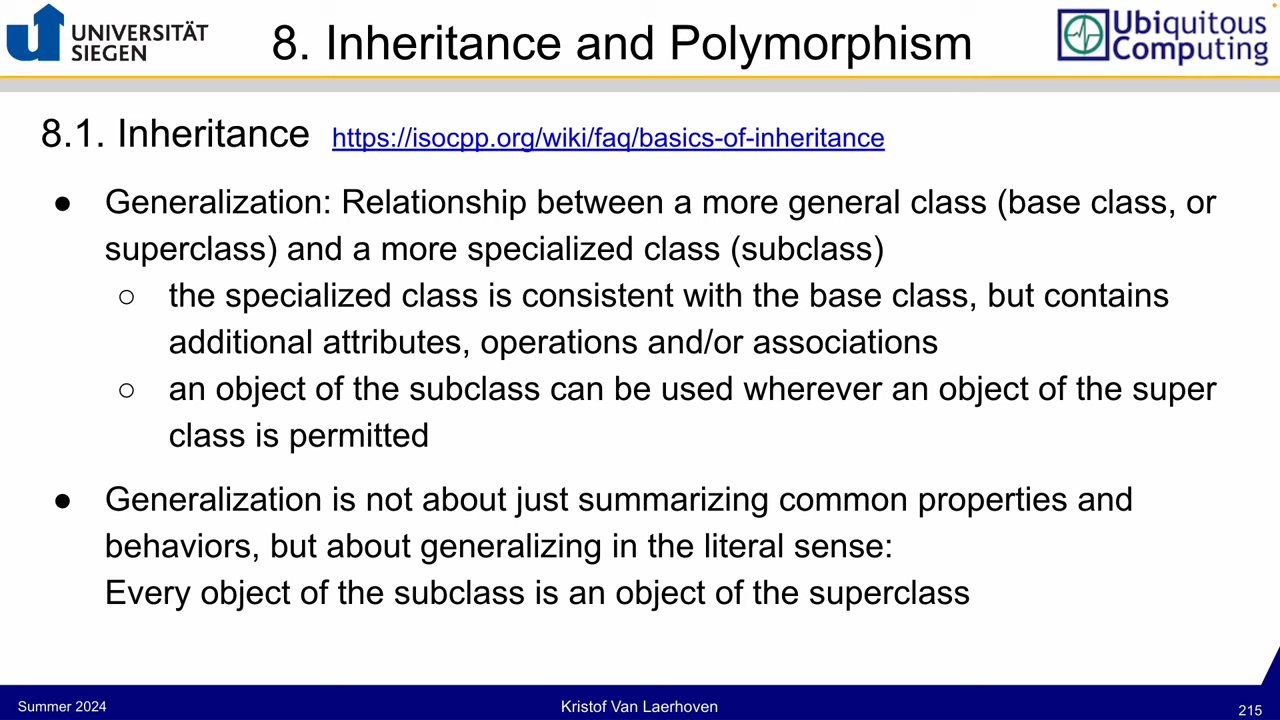 UNIVERSITÄT
SIEGEN
8. Inheritance and Polymorphism
Ubiquitous
Computing
8.1. Inheritance https://isocpp.org/wiki/faq/basics-of-inheritance
● Generalization: Relationship between a more general class (base class, or
superclass) and a more specialized class (subclass)
○ the specialized class is consistent with the base class, but contains
additional attributes, operations and/or associations
○ an object of the subclass can be used wherever an object of the super
class is permitted
● Generalization is not about just summarizing common properties and
behaviors, but about generalizing in the literal sense:
Every object of the subclass is an object of the superclass
Summer 2024
Kristof Van Laerhoven
215